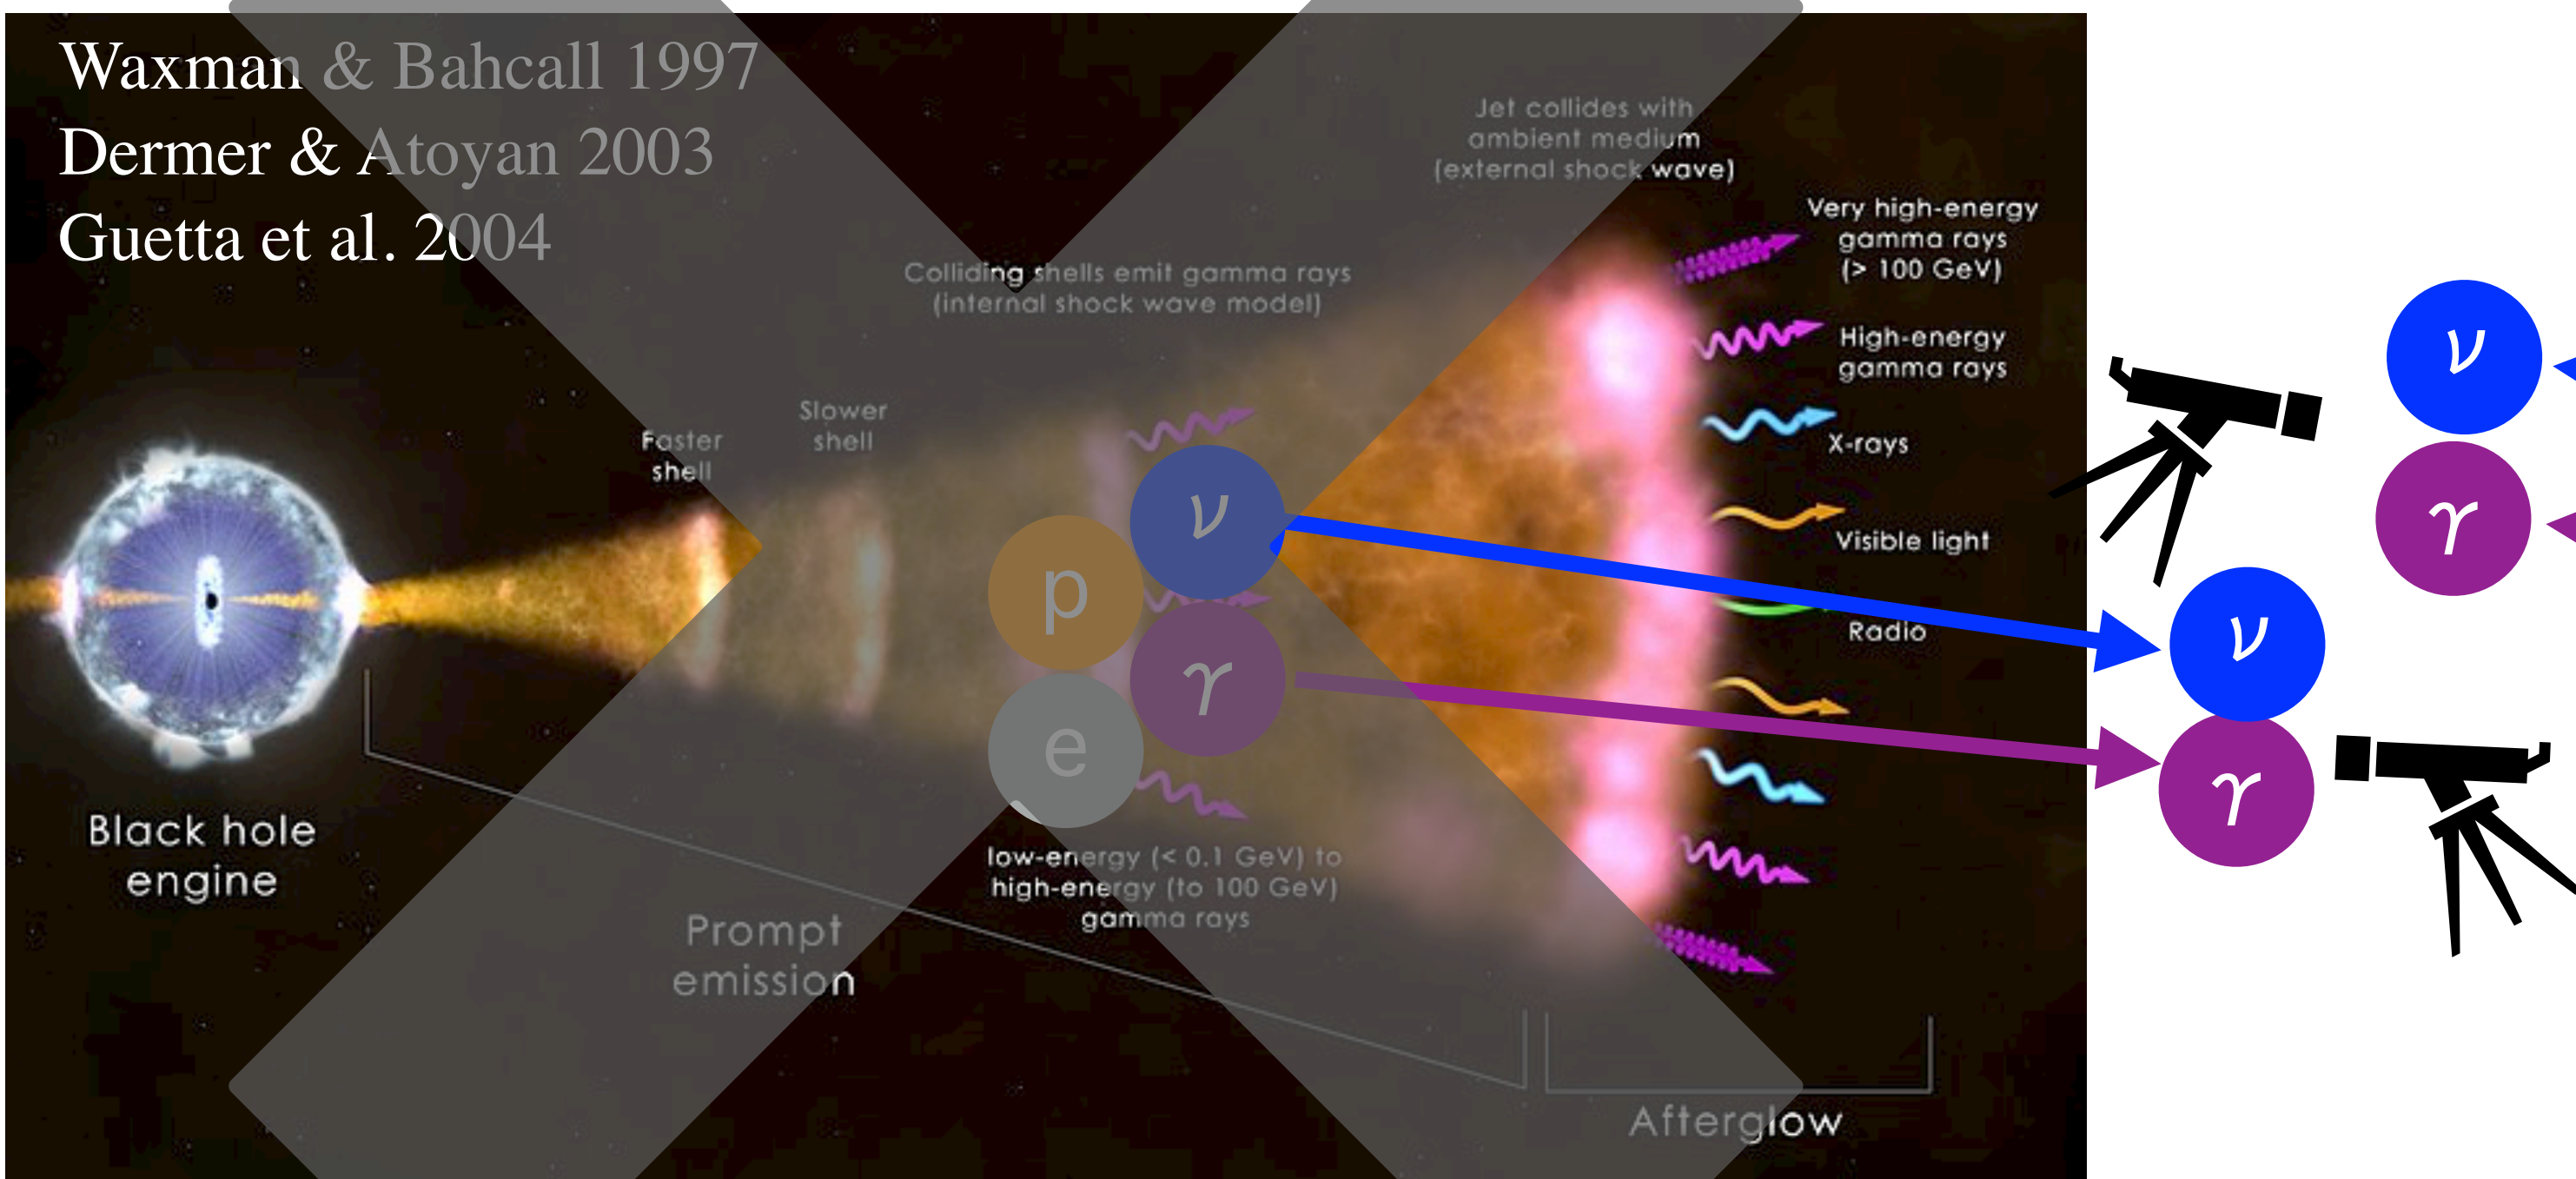 Waxman & Bahcall 1997
Dermer & Atoyan 2003
Guetta et al. 2004
Jet collides with
ambient medium
(external shock wave)
Very high-energy
gamma rays
(> 100 GeV)
Colliding shells emit gamma rays
(internal shock wave model)
High-energy
gamma rays
Slower
shell
Faster
shell
X-rays
Visible light
Radio
ν
p
γ
e
ν
γ
ν
γ
Black hole
engine
low-energy (< 0.1 GeV) to
high-energy (to 100 GeV)
gamma rays
Prompt
emission
Afterglow